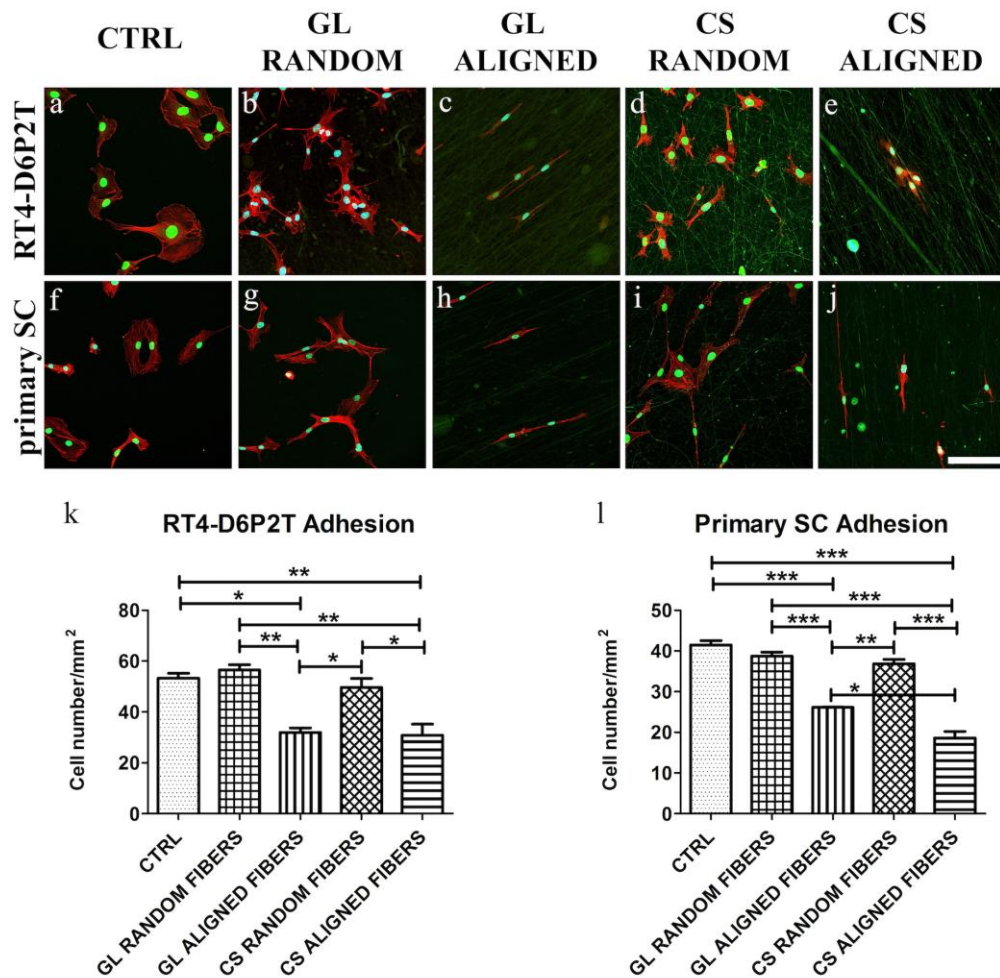 CTRL
GL RANDOM
GL ALIGNED
CS RANDOM
CS ALIGNED
RT4-D6P2T
a
b
c
d
e
primary SC
f
g
h
i
j
k
RT4-D6P2T Adhesion
**
*
**
**
*
*
Cell number/mm²
80
60
40
20
0
CTRL
GL RANDOM FIBERS
GL ALIGNED FIBERS
CS RANDOM FIBERS
CS ALIGNED FIBERS
l
Primary SC Adhesion
***
***
***
***
***
**
*
Cell number/mm²
50
40
30
20
10
0
CTRL
GL RANDOM FIBERS
GL ALIGNED FIBERS
CS RANDOM FIBERS
CS ALIGNED FIBERS